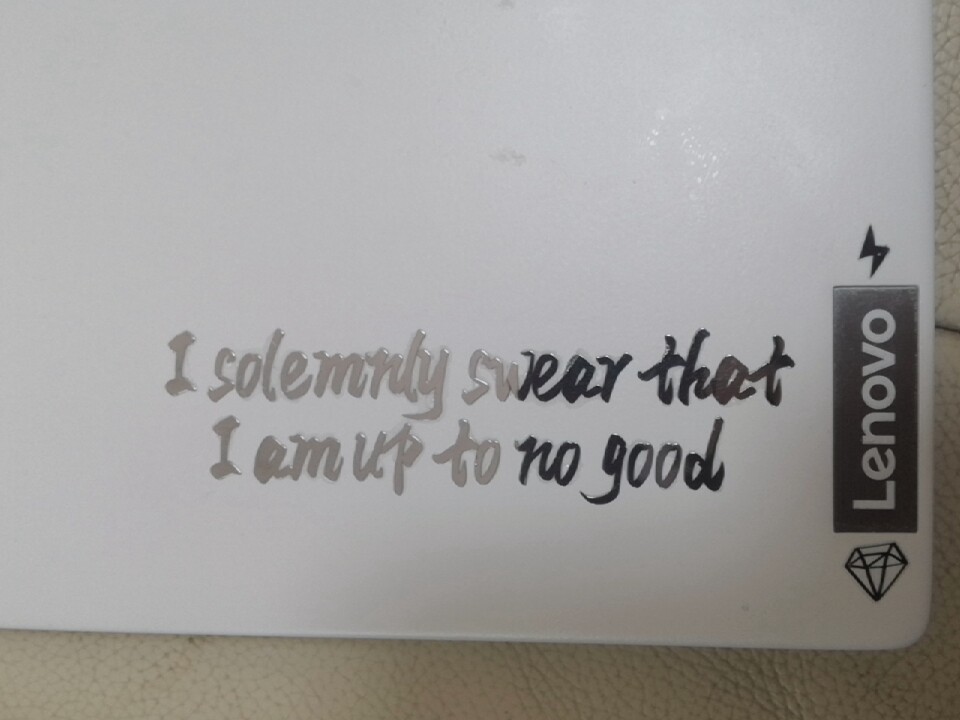 I solemnly swear that
I am up to no good
Lenovo